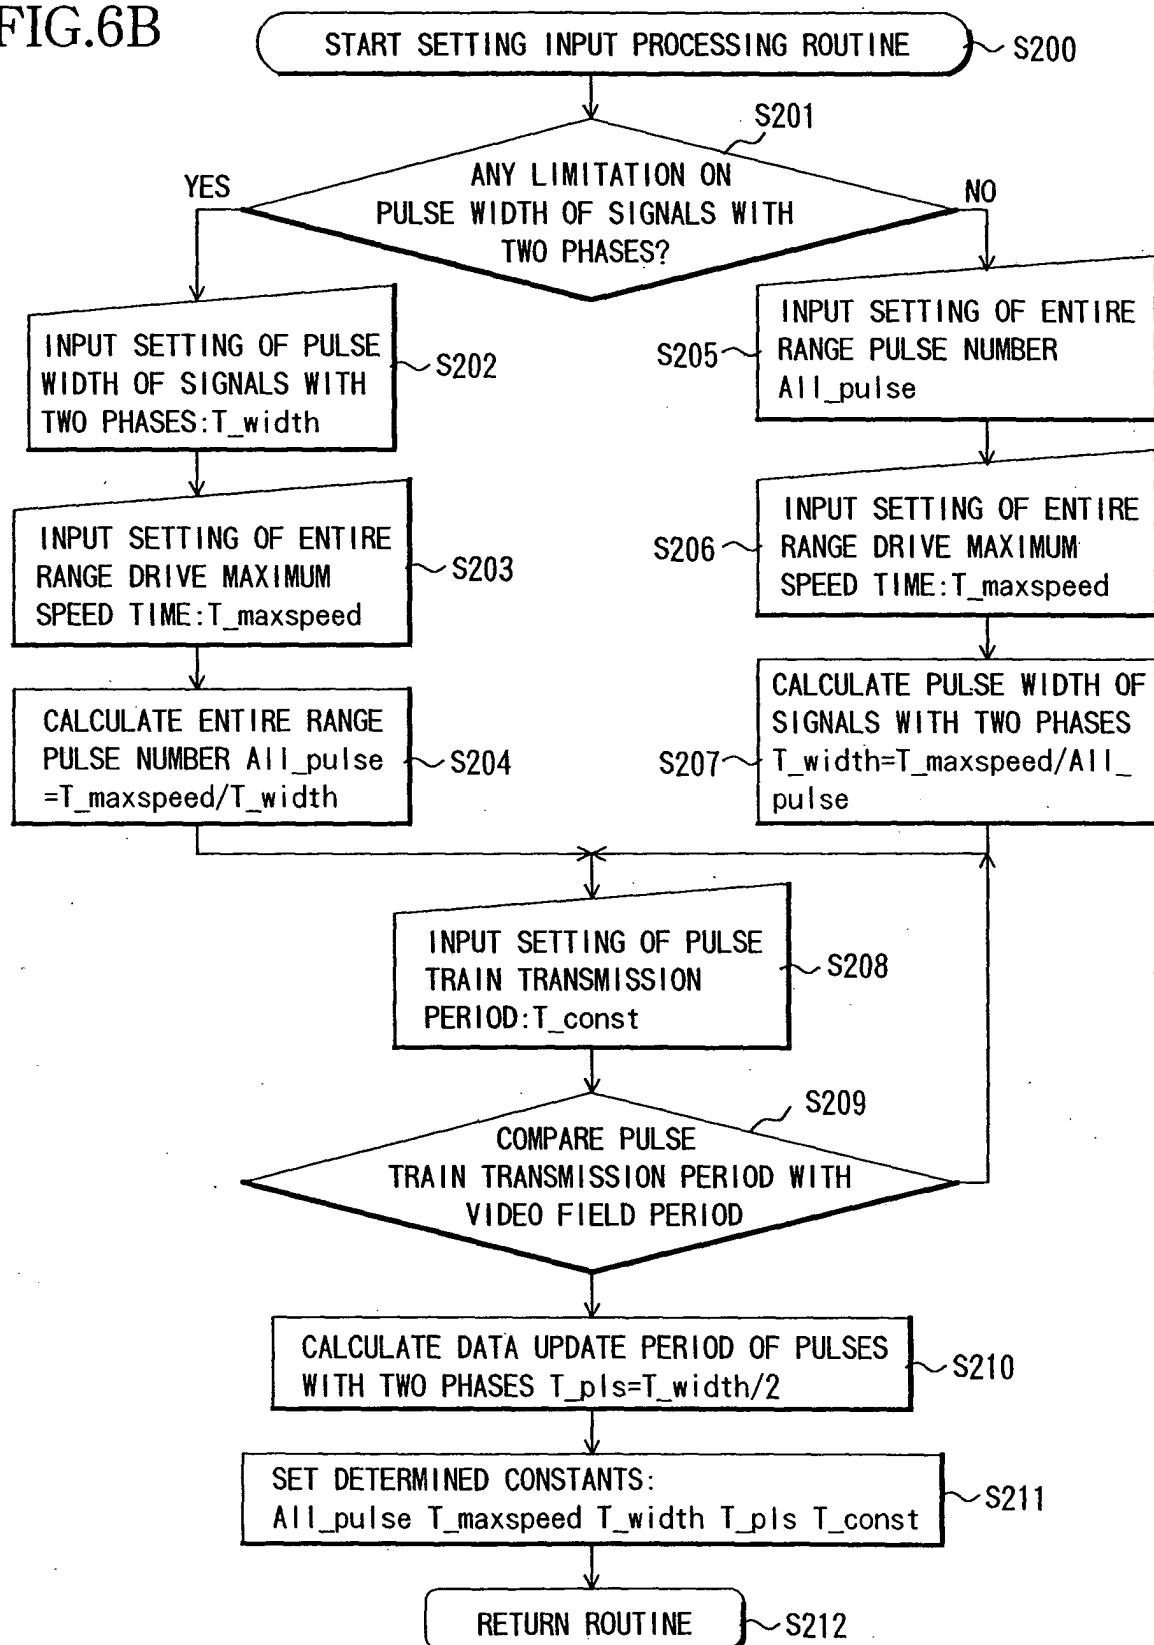 FIG.6B
START SETTING INPUT PROCESSING ROUTINE
S200
S201
ANY LIMITATION ON
PULSE WIDTH OF SIGNALS WITH
TWO PHASES?
YES
NO
INPUT SETTING OF PULSE
WIDTH OF SIGNALS WITH
TWO PHASES:T_width
S202
INPUT SETTING OF ENTIRE
RANGE DRIVE MAXIMUM
SPEED TIME:T_maxspeed
S203
CALCULATE ENTIRE RANGE
PULSE NUMBER All_pulse
=T_maxspeed/T_width
S204
INPUT SETTING OF ENTIRE
RANGE PULSE NUMBER
All_pulse
S205
INPUT SETTING OF ENTIRE
RANGE DRIVE MAXIMUM
SPEED TIME:T_maxspeed
S206
CALCULATE PULSE WIDTH OF
SIGNALS WITH TWO PHASES
T_width=T_maxspeed/All_
pulse
S207
INPUT SETTING OF PULSE
TRAIN TRANSMISSION
PERIOD:T_const
S208
S209
COMPARE PULSE
TRAIN TRANSMISSION PERIOD WITH
VIDEO FIELD PERIOD
CALCULATE DATA UPDATE PERIOD OF PULSES
WITH TWO PHASES T_pls=T_width/2
S210
SET DETERMINED CONSTANTS:
All_pulse T_maxspeed T_width T_pls T_const
S211
RETURN ROUTINE
S212